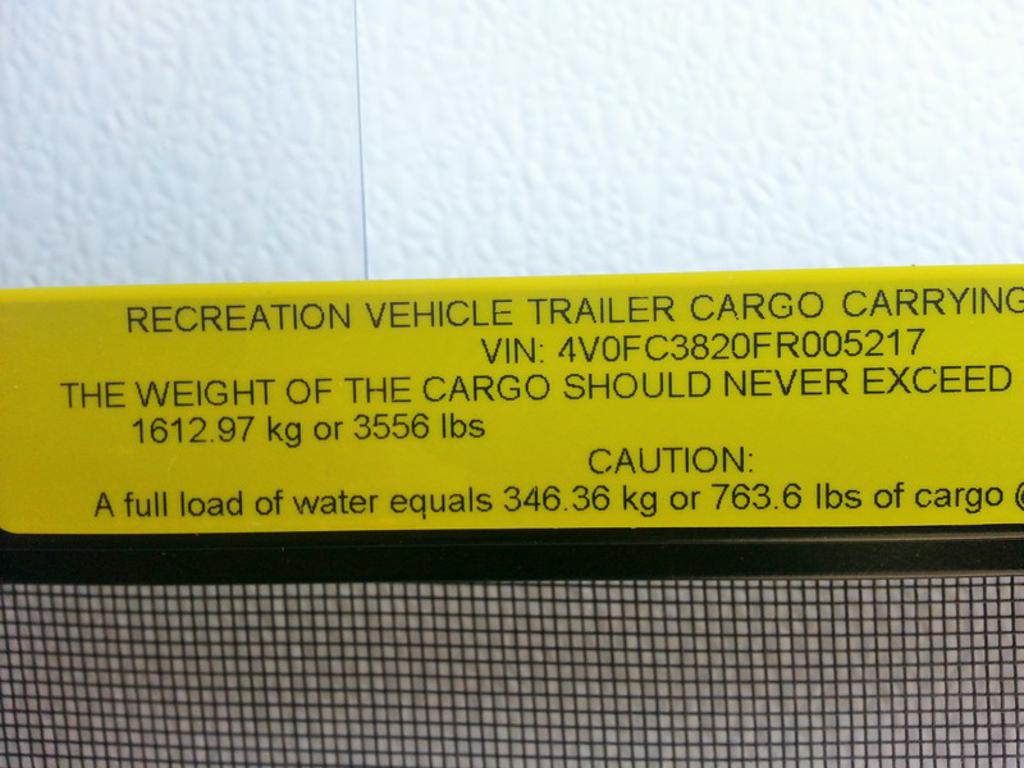 RECREATION VEHICLE TRAILER CARGO CARRYING
VIN: 4V0FC3820FR005217
THE WEIGHT OF THE CARGO SHOULD NEVER EXCEED
1612.97 kg or 3556 lbs
CAUTION:
A full load of water equals 346.36 kg or 763.6 lbs of cargo @